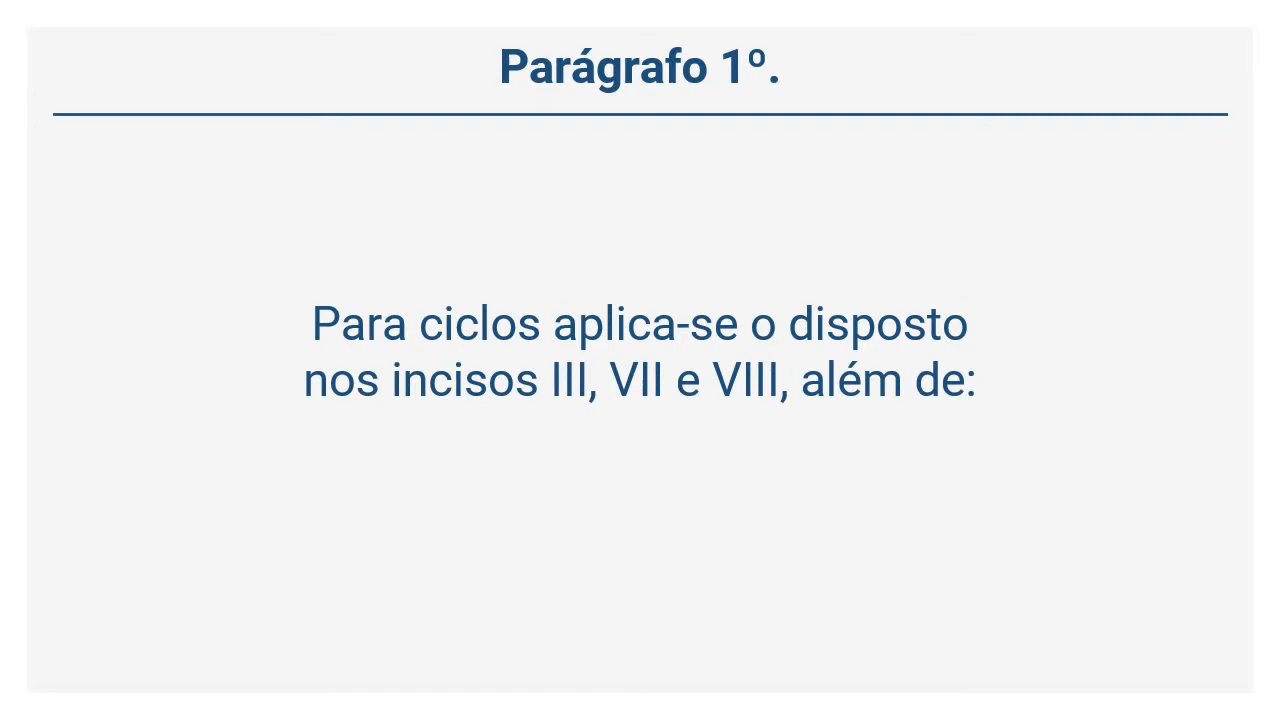 Parágrafo 1º.
Para ciclos aplica-se o disposto
nos incisos III, VII e VIII, além de: